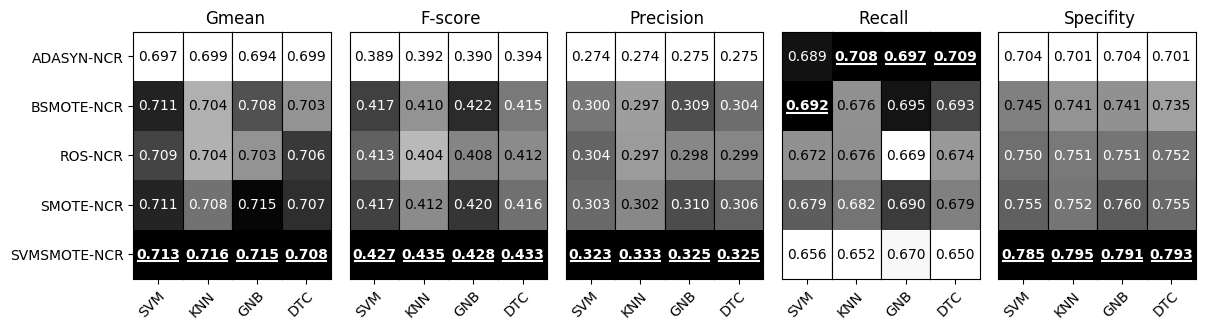 Gmean F-score Precision Recall Specifity
ADASYN-NCR 0.697 0.699 0.694 0.699 0.389 0.392 0.390 0.394 0.274 0.274 0.275 0.275 0.689 0.708 0.697 0.709 0.704 0.701 0.704 0.701
BSMOTE-NCR 0.711 0.704 0.708 0.703 0.417 0.410 0.422 0.415 0.300 0.297 0.309 0.304 0.692 0.676 0.695 0.693 0.745 0.741 0.741 0.735
ROS-NCR 0.709 0.704 0.703 0.706 0.413 0.404 0.408 0.412 0.304 0.297 0.298 0.299 0.672 0.676 0.669 0.674 0.750 0.751 0.751 0.752
SMOTE-NCR 0.711 0.708 0.715 0.707 0.417 0.412 0.420 0.416 0.303 0.302 0.310 0.306 0.679 0.682 0.690 0.679 0.755 0.752 0.760 0.755
SVMSMOTE-NCR 0.713 0.716 0.715 0.708 0.427 0.435 0.428 0.433 0.323 0.333 0.325 0.325 0.656 0.652 0.670 0.650 0.785 0.795 0.791 0.793
SVM KNN GNB DTC SVM KNN GNB DTC SVM KNN GNB DTC SVM KNN GNB DTC SVM KNN GNB DTC